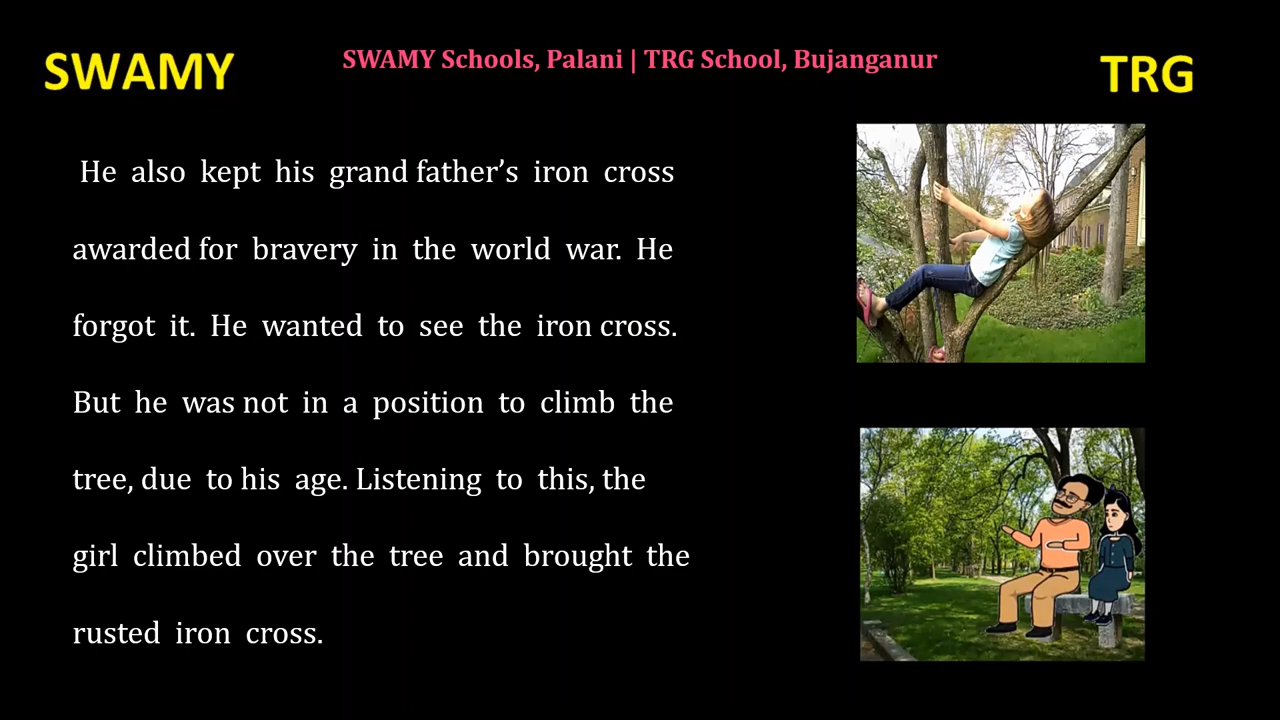 SWAMY
SWAMY Schools, Palani | TRG School, Bujanganur
TRG
He also kept his grand father’s iron cross
awarded for bravery in the world war. He
forgot it. He wanted to see the iron cross.
But he was not in a position to climb the
tree, due to his age. Listening to this, the
girl climbed over the tree and brought the
rusted iron cross.